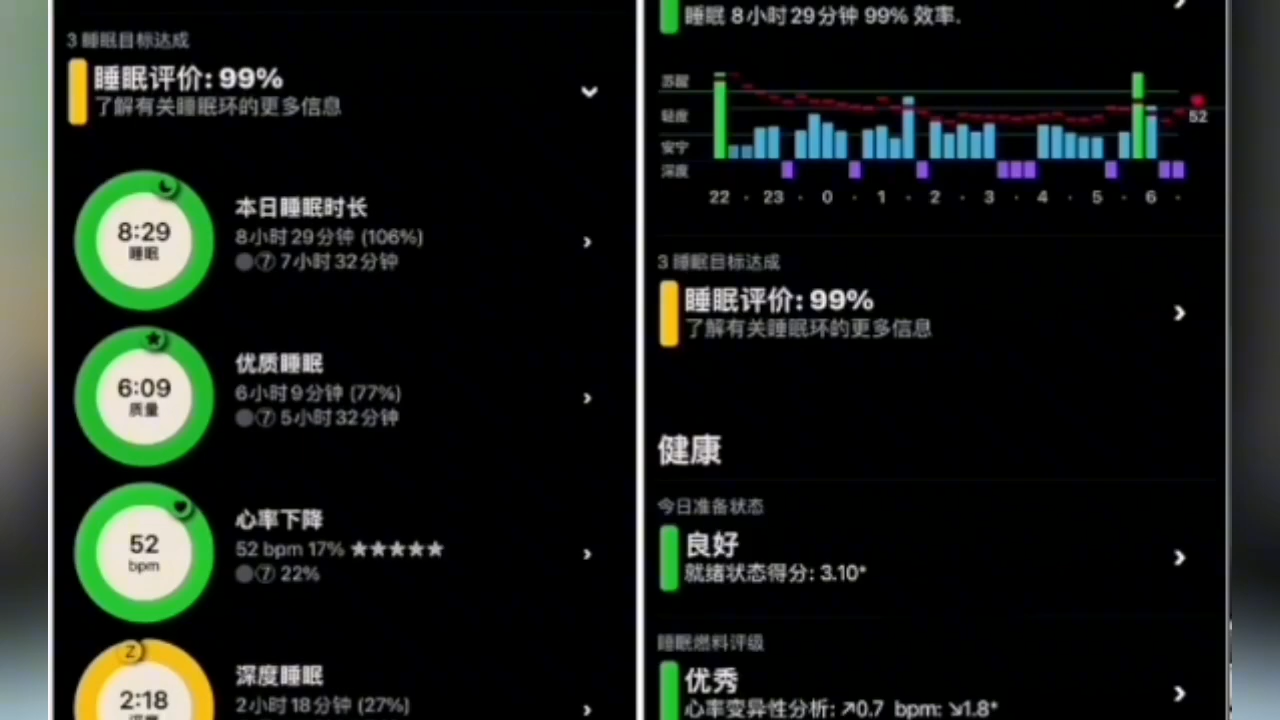 3 睡眠目标达成
睡眠评价: 99%
了解有关睡眠环的更多信息
8:29
睡眠
本日睡眠时长
8小时29分钟 (106%)
⑦ 7小时32分钟
6:09
质量
优质睡眠
6小时9分钟 (77%)
⑦ 5小时32分钟
52
bpm
心率下降
52 bpm 17% ★★★★★
⑦ 22%
Z
2:18
深度
深度睡眠
2小时18分钟 (27%)
睡眠 8小时29分钟 99% 效率.
苏醒
轻度
安宁
深度
52
22 · 23 · 0 · 1 · 2 · 3 · 4 · 5 · 6 ·
3 睡眠目标达成
睡眠评价: 99%
了解有关睡眠环的更多信息
健康
今日准备状态
良好
就绪状态得分: 3.10*
睡眠燃料评级
优秀
心率变异性分析: ↗0.7 bpm: ↘1.8*